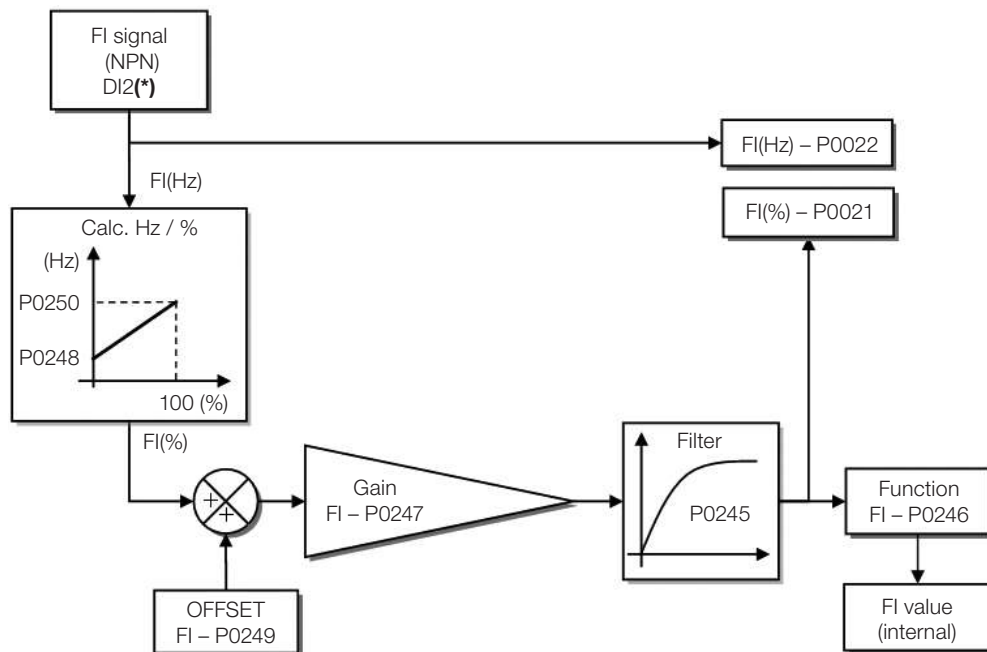 FI signal
(NPN)
DI2(*)
FI(Hz) – P0022
FI(Hz)
FI(%) – P0021
Calc. Hz / %
(Hz)
P0250
P0248
100 (%)
FI(%)
+
+
Gain
FI – P0247
Filter
P0245
Function
FI – P0246
OFFSET
FI – P0249
FI value
(internal)